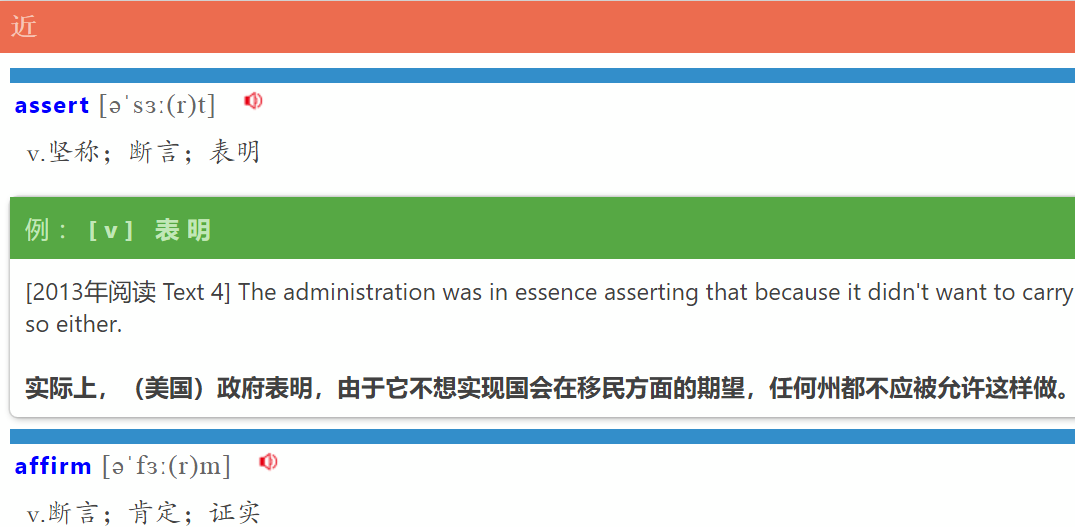 近
assert [əˈsɜː(r)t]
v.坚称；断言；表明
例： [v] 表明
[2013年阅读 Text 4] The administration was in essence asserting that because it didn't want to carry
so either.
实际上，（美国）政府表明，由于它不想实现国会在移民方面的期望，任何州都不应被允许这样做。
affirm [əˈfɜː(r)m]
v.断言；肯定；证实